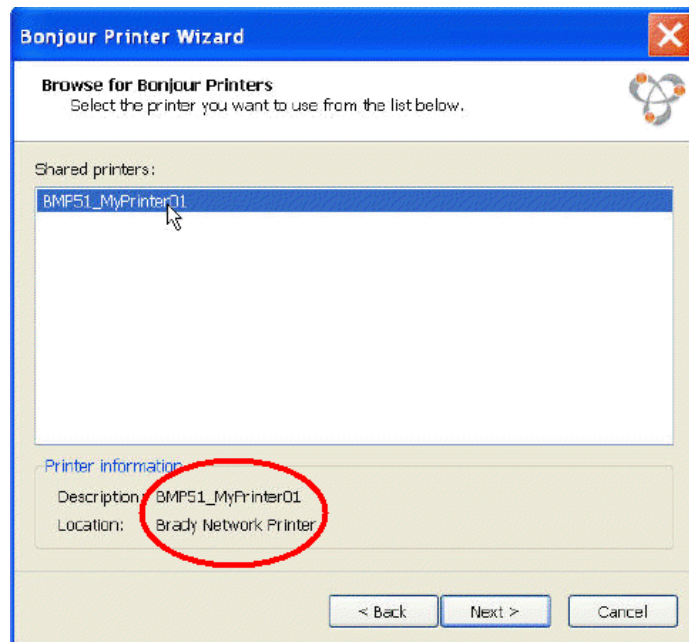 Bonjour Printer Wizard
Browse for Bonjour Printers
Select the printer you want to use from the list below.
Shared printers:
BMP51_MyPrinter01
Printer information
Description: BMP51_MyPrinter01
Location: Brady Network Printer
< Back Next > Cancel